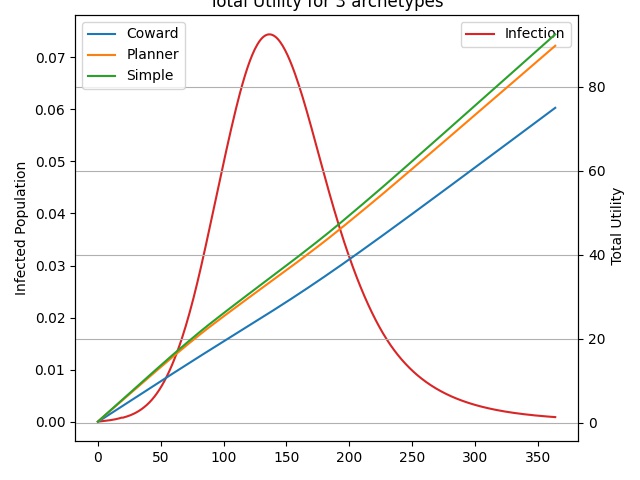 Total Utility for 3 archetypes
Coward
Planner
Simple
Infection
0.07
0.06
0.05
0.04
0.03
0.02
0.01
0.00
Infected Population
80
60
40
20
0
Total Utility
0 50 100 150 200 250 300 350